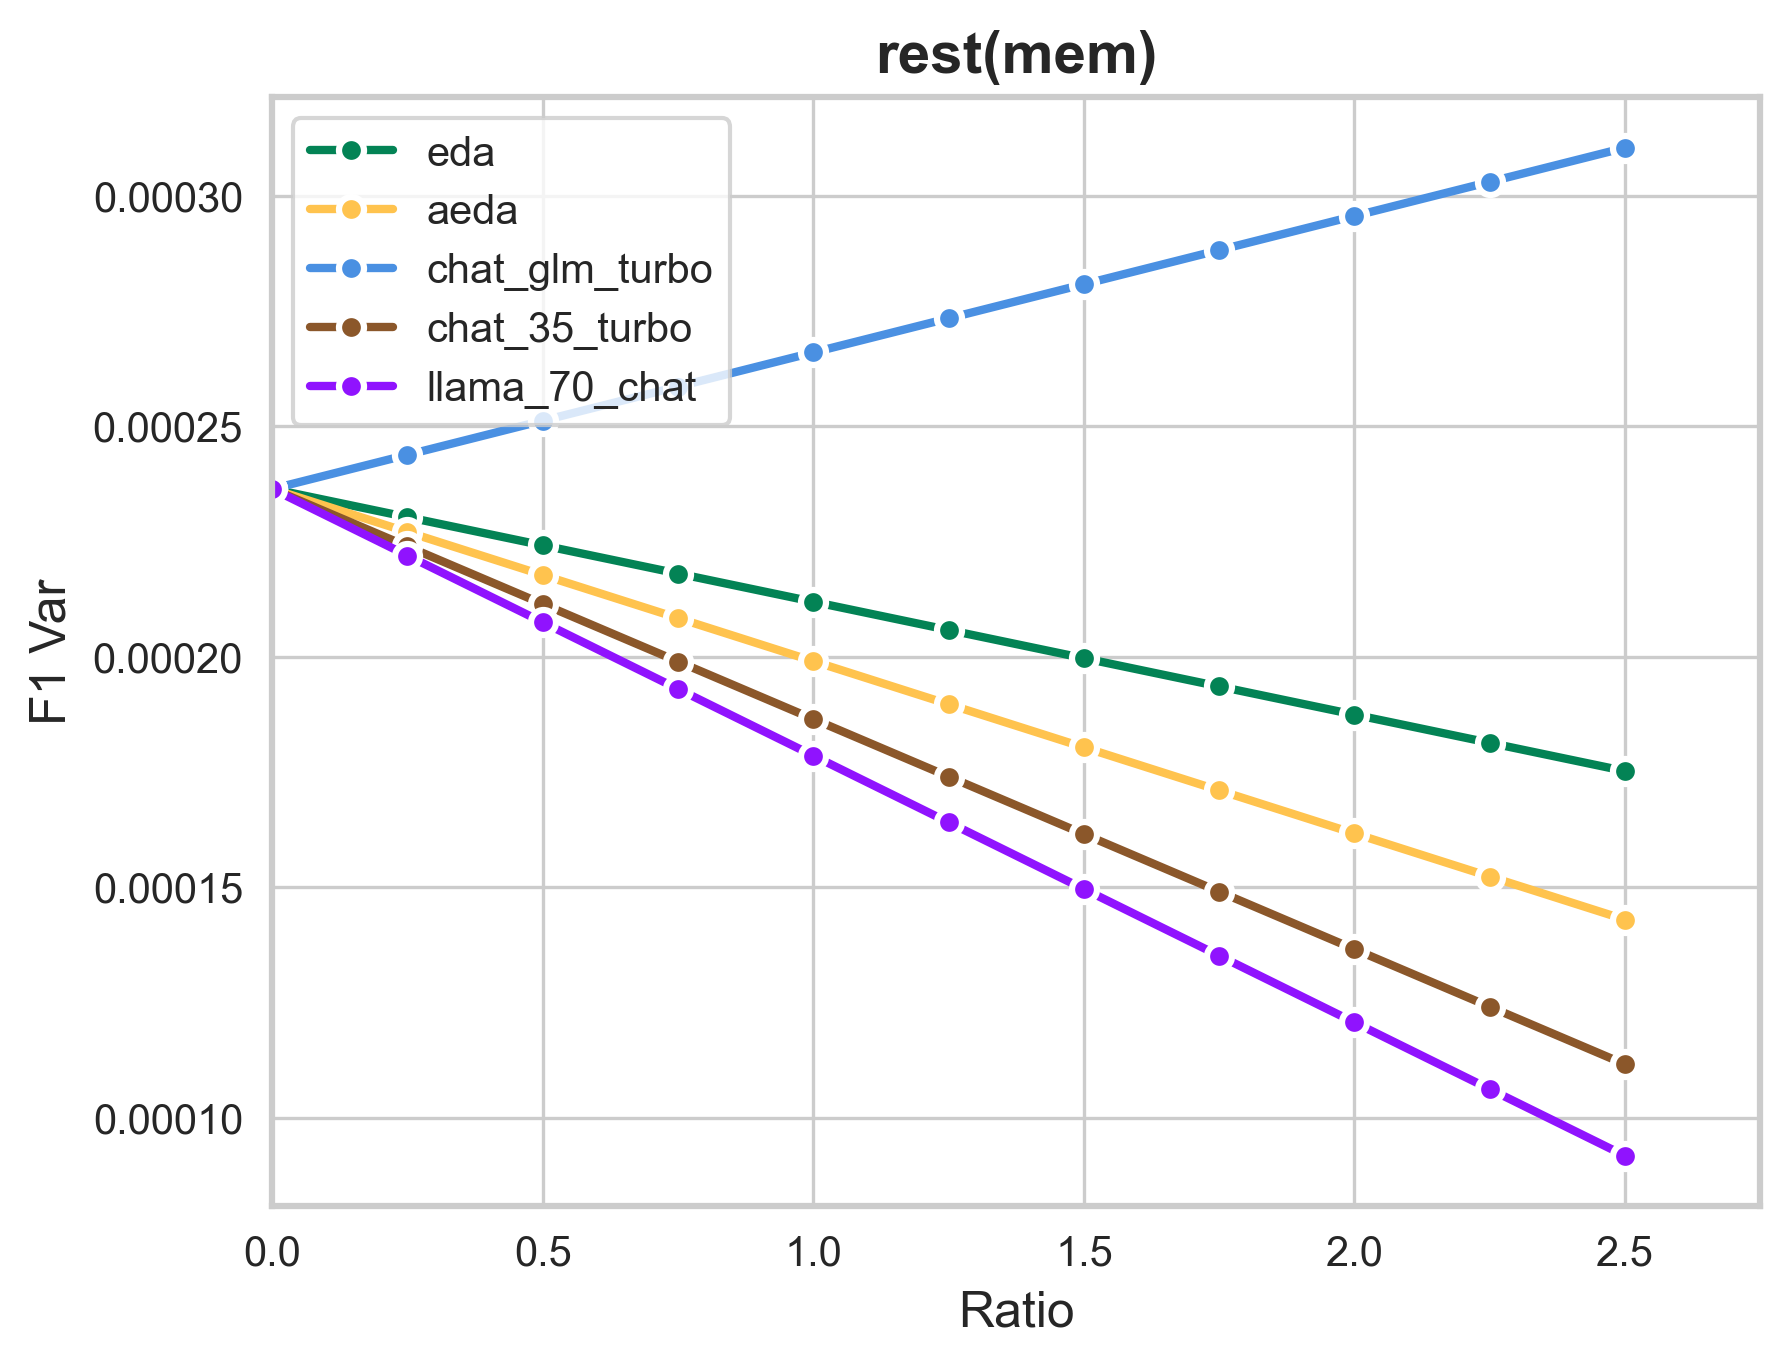 rest(mem)
eda
aeda
chat_glm_turbo
chat_35_turbo
llama_70_chat
0.00030
0.00025
0.00020
0.00015
0.00010
F1 Var
0.0 0.5 1.0 1.5 2.0 2.5
Ratio